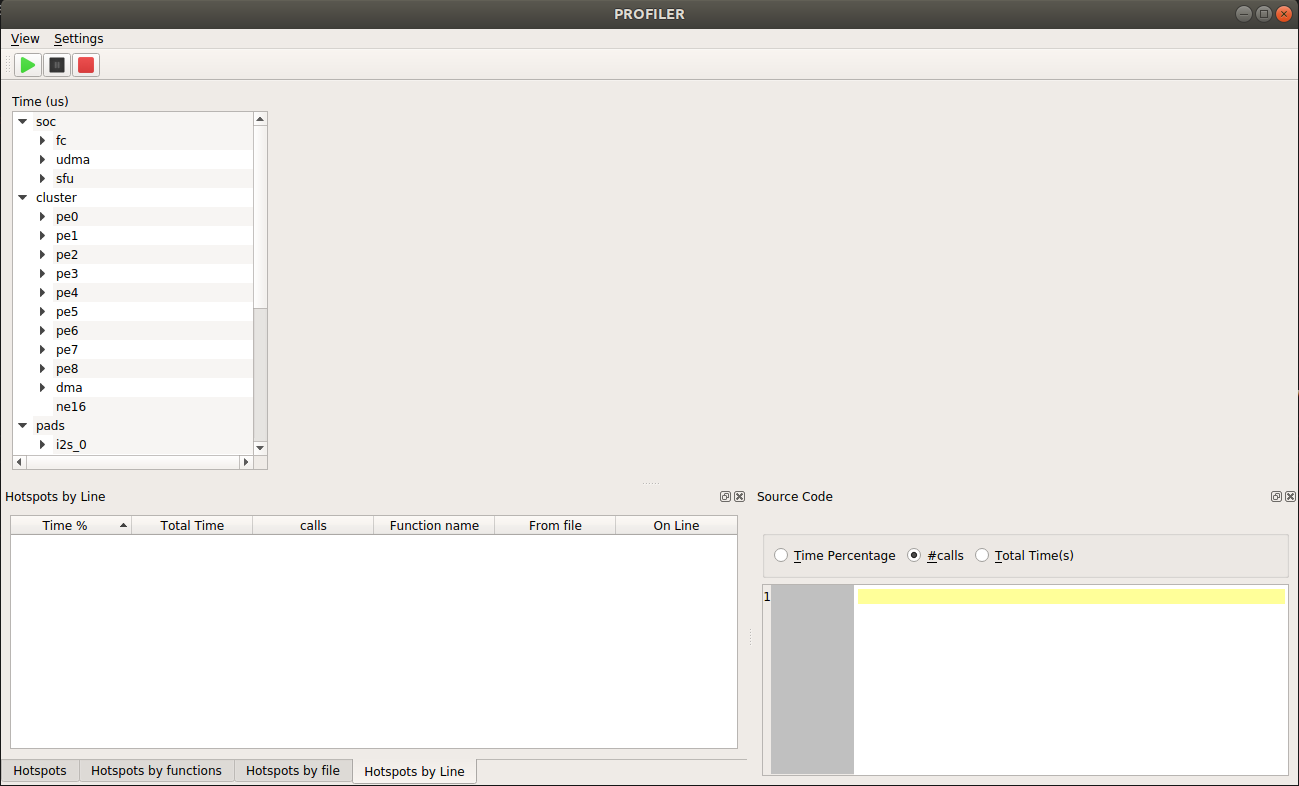 PROFILER
View Settings
Time (us)
soc
fc
udma
sfu
cluster
pe0
pe1
pe2
pe3
pe4
pe5
pe6
pe7
pe8
dma
ne16
pads
i2s_0
Hotspots by Line
Time % Total Time calls Function name From file On Line
Hotspots Hotspots by functions Hotspots by file Hotspots by Line
Source Code
Time Percentage #calls Total Time(s)
1